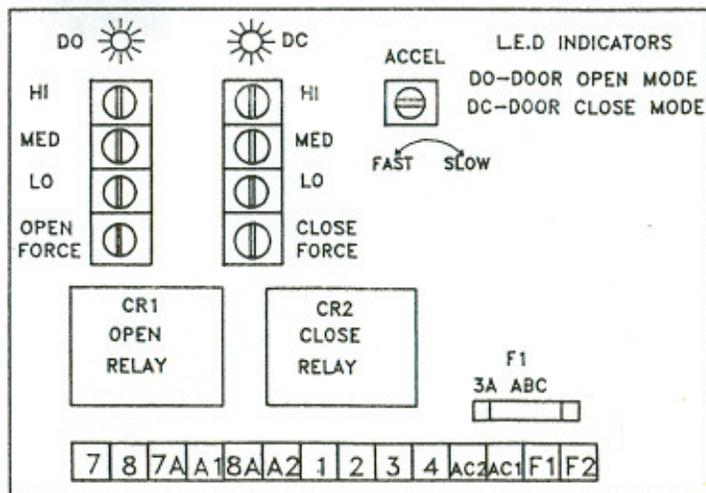 DO DC
ACCEL
L.E.D INDICATORS
DO-DOOR OPEN MODE
DC-DOOR CLOSE MODE
HI HI
MED MED
FAST SLOW
LO LO
OPEN FORCE
CLOSE FORCE
CR1
OPEN
RELAY
CR2
CLOSE
RELAY
F1
3A ABC
7 8 7A A1 8A A2 1 2 3 4 AC2 AC1 F1 F2